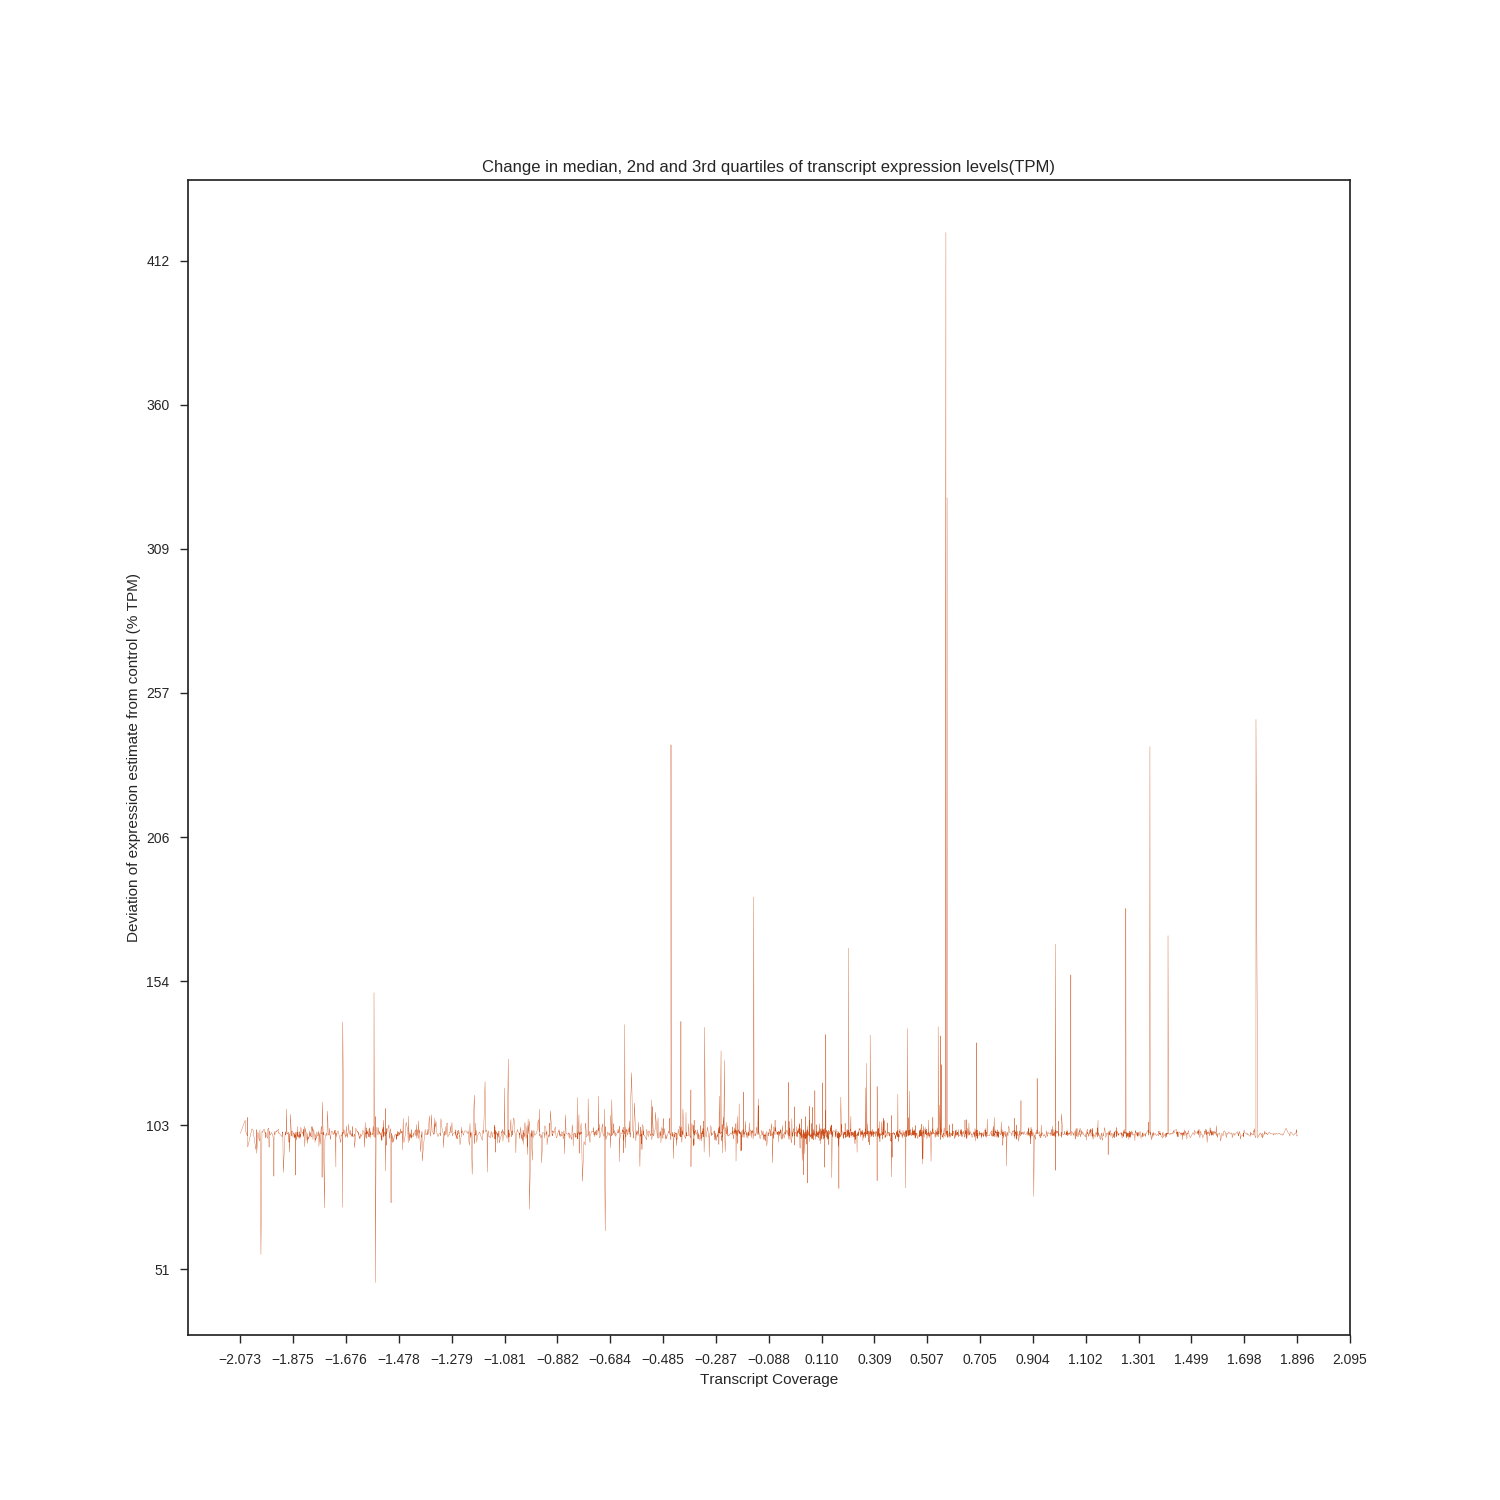 Change in median, 2nd and 3rd quartiles of transcript expression levels(TPM)
412
360
309
257
206
154
103
51
Deviation of expression estimate from control (% TPM)
−2.073 −1.875 −1.676 −1.478 −1.279 −1.081 −0.882 −0.684 −0.485 −0.287 −0.088 0.110 0.309 0.507 0.705 0.904 1.102 1.301 1.499 1.698 1.896 2.095
Transcript Coverage